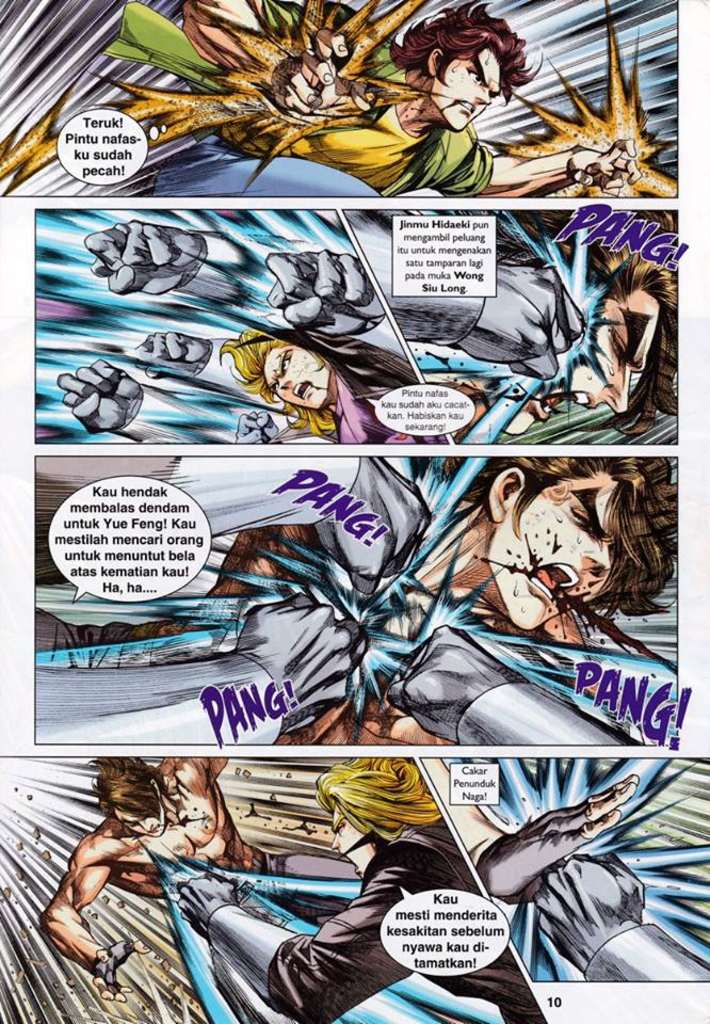 Teruk!
Pintu nafas-
ku sudah
pecah!
Jinmu Hidaeki pun
mengambil peluang
itu untuk mengenakan
satu tamparan lagi
pada muka Wong
Siu Long.
PANG!
Pintu nafas
kau sudah aku cacat-
kan. Habiskan kau
sekarang!
Kau hendak
membalas dendam
untuk Yue Feng! Kau
mestilah mencari orang
untuk menuntut bela
atas kematian kau!
Ha, ha....
PANG!
PANG!
PANG!
Cakar
Penunduk
Naga!
Kau
mesti menderita
kesakitan sebelum
nyawa kau di-
tamatkan!
10